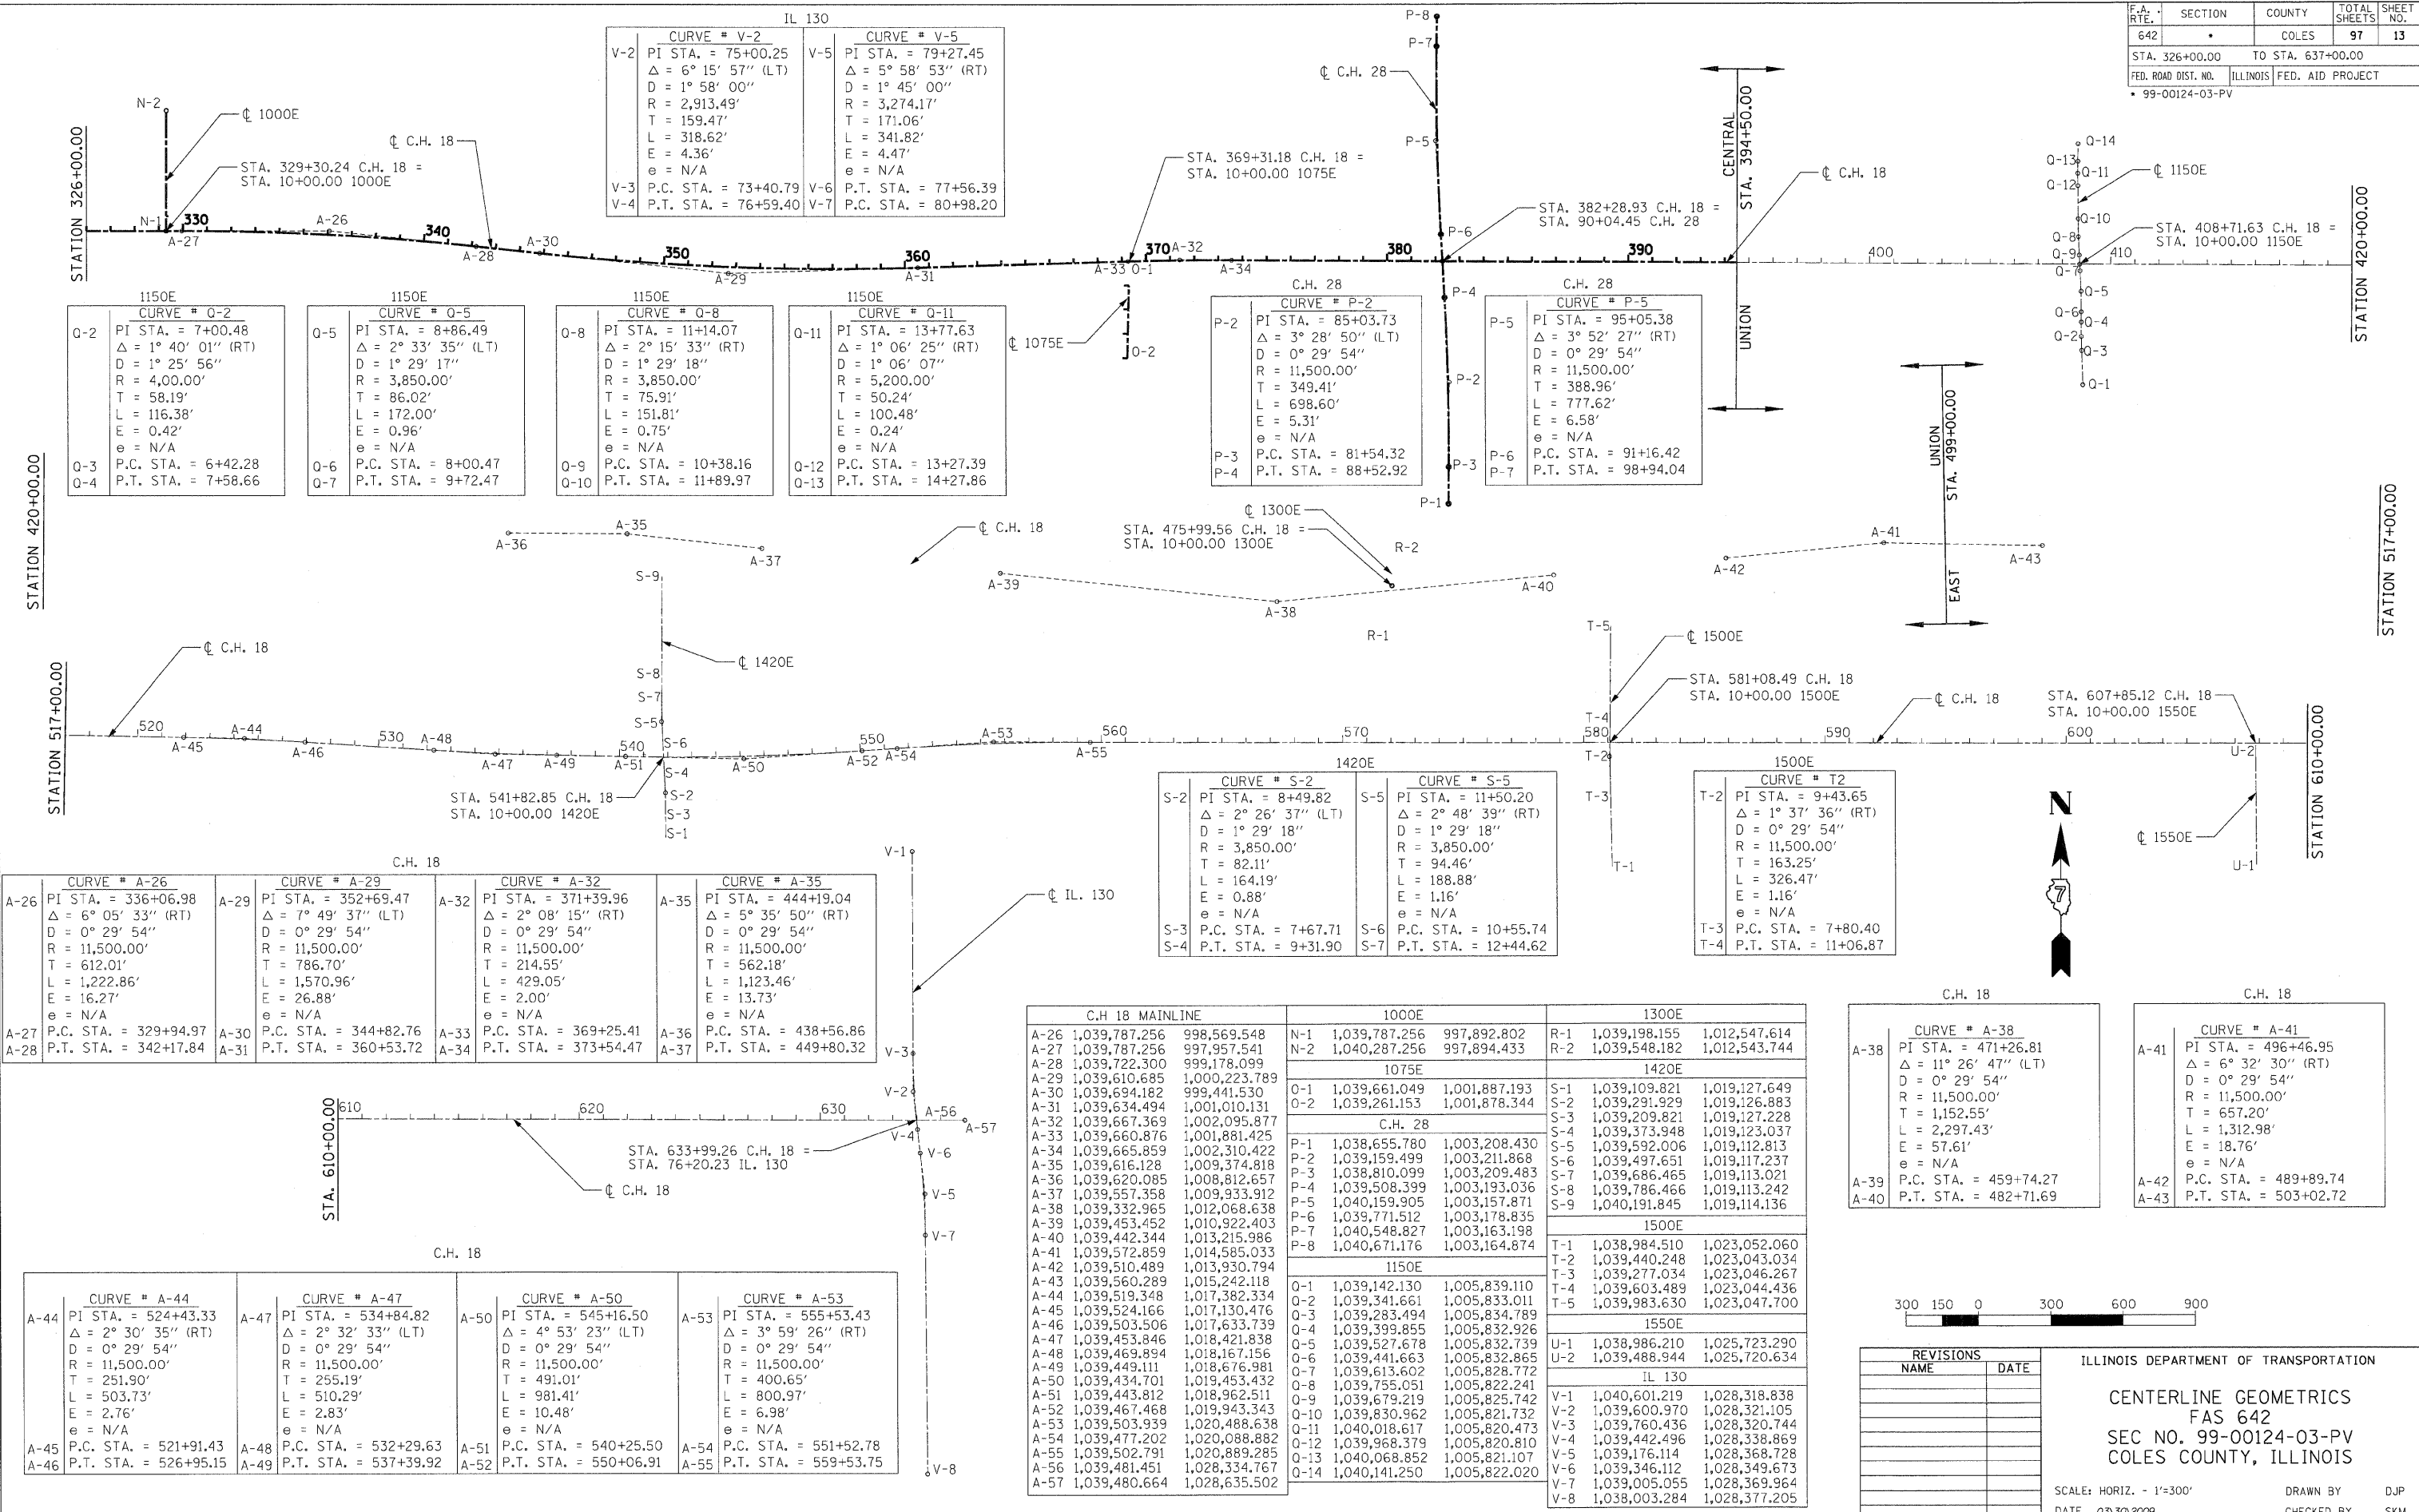 F.A. RTE. SECTION COUNTY TOTAL SHEETS SHEET NO.
642 * COLES 97 13
STA. 326+00.00 TO STA. 637+00.00
FED. ROAD DIST. NO. ILLINOIS FED. AID PROJECT
* 99-00124-03-PV
IL 130
CURVE # V-2
V-2 PI STA. = 75+00.25
Δ = 6° 15' 57'' (LT)
D = 1° 58' 00''
R = 2,913.49'
T = 159.47'
L = 318.62'
E = 4.36'
e = N/A
V-3 P.C. STA. = 73+40.79
V-4 P.T. STA. = 76+59.40
CURVE # V-5
V-5 PI STA. = 79+27.45
Δ = 5° 58' 53'' (RT)
D = 1° 45' 00''
R = 3,274.17'
T = 171.06'
L = 341.82'
E = 4.47'
e = N/A
V-6 P.T. STA. = 77+56.39
V-7 P.C. STA. = 80+98.20
STATION 326+00.00
N-2
℄ 1000E
STA. 329+30.24 C.H. 18 =
STA. 10+00.00 1000E
℄ C.H. 18
N-1
A-27
330
A-26
340
A-28
A-30
350
A-29
360
A-31
STA. 369+31.18 C.H. 18 =
STA. 10+00.00 1075E
A-33
O-1
370
A-32
A-34
℄ 1075E
O-2
380
P-8
P-7
℄ C.H. 28
P-5
P-6
STA. 382+28.93 C.H. 18 =
STA. 90+04.45 C.H. 28
P-4
P-2
P-3
P-1
390
CENTRAL
STA. 394+50.00
UNION
℄ C.H. 18
400
Q-14
Q-13
Q-11
Q-12
℄ 1150E
Q-10
Q-8
Q-9
Q-7
STA. 408+71.63 C.H. 18 =
STA. 10+00.00 1150E
410
Q-5
Q-6
Q-4
Q-2
Q-3
Q-1
STATION 420+00.00
1150E
CURVE # Q-2
Q-2 PI STA. = 7+00.48
Δ = 1° 40' 01'' (RT)
D = 1° 25' 56''
R = 4,00.00'
T = 58.19'
L = 116.38'
E = 0.42'
e = N/A
Q-3 P.C. STA. = 6+42.28
Q-4 P.T. STA. = 7+58.66
1150E
CURVE # Q-5
Q-5 PI STA. = 8+86.49
Δ = 2° 33' 35'' (LT)
D = 1° 29' 17''
R = 3,850.00'
T = 86.02'
L = 172.00'
E = 0.96'
e = N/A
Q-6 P.C. STA. = 8+00.47
Q-7 P.T. STA. = 9+72.47
1150E
CURVE # Q-8
Q-8 PI STA. = 11+14.07
Δ = 2° 15' 33'' (RT)
D = 1° 29' 18''
R = 3,850.00'
T = 75.91'
L = 151.81'
E = 0.75'
e = N/A
Q-9 P.C. STA. = 10+38.16
Q-10 P.T. STA. = 11+89.97
1150E
CURVE # Q-11
Q-11 PI STA. = 13+77.63
Δ = 1° 06' 25'' (RT)
D = 1° 06' 07''
R = 5,200.00'
T = 50.24'
L = 100.48'
E = 0.24'
e = N/A
Q-12 P.C. STA. = 13+27.39
Q-13 P.T. STA. = 14+27.86
C.H. 28
CURVE # P-2
P-2 PI STA. = 85+03.73
Δ = 3° 28' 50'' (LT)
D = 0° 29' 54''
R = 11,500.00'
T = 349.41'
L = 698.60'
E = 5.31'
e = N/A
P-3 P.C. STA. = 81+54.32
P-4 P.T. STA. = 88+52.92
C.H. 28
CURVE # P-5
P-5 PI STA. = 95+05.38
Δ = 3° 52' 27'' (RT)
D = 0° 29' 54''
R = 11,500.00'
T = 388.96'
L = 777.62'
E = 6.58'
e = N/A
P-6 P.C. STA. = 91+16.42
P-7 P.T. STA. = 98+94.04
STATION 420+00.00
A-36
A-35
A-37
℄ C.H. 18
A-39
℄ 1300E
STA. 475+99.56 C.H. 18 =
STA. 10+00.00 1300E
R-2
A-38
A-40
R-1
A-42
A-41
A-43
UNION
STA. 499+00.00
EAST
STATION 517+00.00
STATION 517+00.00
℄ C.H. 18
520
A-45
A-44
A-46
530
A-48
A-47
A-49
540
A-51
S-9
℄ 1420E
S-8
S-7
S-5
S-6
S-4
S-2
S-3
S-1
STA. 541+82.85 C.H. 18
STA. 10+00.00 1420E
A-50
550
A-52
A-54
A-53
A-55
560
570
580
T-5
℄ 1500E
STA. 581+08.49 C.H. 18
STA. 10+00.00 1500E
T-4
T-2
T-3
T-1
590
℄ C.H. 18
600
STA. 607+85.12 C.H. 18
STA. 10+00.00 1550E
U-2
℄ 1550E
U-1
STATION 610+00.00
1420E
CURVE # S-2
S-2 PI STA. = 8+49.82
Δ = 2° 26' 37'' (LT)
D = 1° 29' 18''
R = 3,850.00'
T = 82.11'
L = 164.19'
E = 0.88'
e = N/A
S-3 P.C. STA. = 7+67.71
S-4 P.T. STA. = 9+31.90
CURVE # S-5
S-5 PI STA. = 11+50.20
Δ = 2° 48' 39'' (RT)
D = 1° 29' 18''
R = 3,850.00'
T = 94.46'
L = 188.88'
E = 1.16'
e = N/A
S-6 P.C. STA. = 10+55.74
S-7 P.T. STA. = 12+44.62
1500E
CURVE # T2
T-2 PI STA. = 9+43.65
Δ = 1° 37' 36'' (RT)
D = 0° 29' 54''
R = 11,500.00'
T = 163.25'
L = 326.47'
E = 1.16'
e = N/A
T-3 P.C. STA. = 7+80.40
T-4 P.T. STA. = 11+06.87
N
7
C.H. 18
CURVE # A-26
A-26 PI STA. = 336+06.98
Δ = 6° 05' 33'' (RT)
D = 0° 29' 54''
R = 11,500.00'
T = 612.01'
L = 1,222.86'
E = 16.27'
e = N/A
A-27 P.C. STA. = 329+94.97
A-28 P.T. STA. = 342+17.84
CURVE # A-29
A-29 PI STA. = 352+69.47
Δ = 7° 49' 37'' (LT)
D = 0° 29' 54''
R = 11,500.00'
T = 786.70'
L = 1,570.96'
E = 26.88'
e = N/A
A-30 P.C. STA. = 344+82.76
A-31 P.T. STA. = 360+53.72
CURVE # A-32
A-32 PI STA. = 371+39.96
Δ = 2° 08' 15'' (RT)
D = 0° 29' 54''
R = 11,500.00'
T = 214.55'
L = 429.05'
E = 2.00'
e = N/A
A-33 P.C. STA. = 369+25.41
A-34 P.T. STA. = 373+54.47
CURVE # A-35
A-35 PI STA. = 444+19.04
Δ = 5° 35' 50'' (RT)
D = 0° 29' 54''
R = 11,500.00'
T = 562.18'
L = 1,123.46'
E = 13.73'
e = N/A
A-36 P.C. STA. = 438+56.86
A-37 P.T. STA. = 449+80.32
V-1
℄ IL. 130
V-3
V-2
A-56
A-57
V-4
V-6
V-5
V-7
V-8
STA. 610+00.00
610
620
630
STA. 633+99.26 C.H. 18 =
STA. 76+20.23 IL. 130
℄ C.H. 18
C.H. 18
CURVE # A-44
A-44 PI STA. = 524+43.33
Δ = 2° 30' 35'' (RT)
D = 0° 29' 54''
R = 11,500.00'
T = 251.90'
L = 503.73'
E = 2.76'
e = N/A
A-45 P.C. STA. = 521+91.43
A-46 P.T. STA. = 526+95.15
CURVE # A-47
A-47 PI STA. = 534+84.82
Δ = 2° 32' 33'' (LT)
D = 0° 29' 54''
R = 11,500.00'
T = 255.19'
L = 510.29'
E = 2.83'
e = N/A
A-48 P.C. STA. = 532+29.63
A-49 P.T. STA. = 537+39.92
CURVE # A-50
A-50 PI STA. = 545+16.50
Δ = 4° 53' 23'' (LT)
D = 0° 29' 54''
R = 11,500.00'
T = 491.01'
L = 981.41'
E = 10.48'
e = N/A
A-51 P.C. STA. = 540+25.50
A-52 P.T. STA. = 550+06.91
CURVE # A-53
A-53 PI STA. = 555+53.43
Δ = 3° 59' 26'' (RT)
D = 0° 29' 54''
R = 11,500.00'
T = 400.65'
L = 800.97'
E = 6.98'
e = N/A
A-54 P.C. STA. = 551+52.78
A-55 P.T. STA. = 559+53.75
C.H 18 MAINLINE
A-26 1,039,787.256 998,569.548
A-27 1,039,787.256 997,957.541
A-28 1,039,722.300 999,178.099
A-29 1,039,610.685 1,000,223.789
A-30 1,039,694.182 999,441.530
A-31 1,039,634.494 1,001,010.131
A-32 1,039,667.369 1,002,095.877
A-33 1,039,660.876 1,001,881.425
A-34 1,039,665.859 1,002,310.422
A-35 1,039,616.128 1,009,374.818
A-36 1,039,620.085 1,008,812.657
A-37 1,039,557.358 1,009,933.912
A-38 1,039,332.965 1,012,068.638
A-39 1,039,453.452 1,010,922.403
A-40 1,039,442.344 1,013,215.986
A-41 1,039,572.859 1,014,585.033
A-42 1,039,510.489 1,013,930.794
A-43 1,039,560.289 1,015,242.118
A-44 1,039,519.348 1,017,382.334
A-45 1,039,524.166 1,017,130.476
A-46 1,039,503.506 1,017,633.739
A-47 1,039,453.846 1,018,421.838
A-48 1,039,469.894 1,018,167.156
A-49 1,039,449.111 1,018,676.981
A-50 1,039,434.701 1,019,453.432
A-51 1,039,443.812 1,018,962.511
A-52 1,039,467.468 1,019,943.343
A-53 1,039,503.939 1,020,488.638
A-54 1,039,477.202 1,020,088.882
A-55 1,039,502.791 1,020,889.285
A-56 1,039,481.451 1,028,334.767
A-57 1,039,480.664 1,028,635.502
1000E
N-1 1,039,787.256 997,892.802
N-2 1,040,287.256 997,894.433
1075E
O-1 1,039,661.049 1,001,887.193
O-2 1,039,261.153 1,001,878.344
C.H. 28
P-1 1,038,655.780 1,003,208.430
P-2 1,039,159.499 1,003,211.868
P-3 1,038,810.099 1,003,209.483
P-4 1,039,508.399 1,003,193.036
P-5 1,040,159.905 1,003,157.871
P-6 1,039,771.512 1,003,178.835
P-7 1,040,548.827 1,003,163.198
P-8 1,040,671.176 1,003,164.874
1150E
Q-1 1,039,142.130 1,005,839.110
Q-2 1,039,341.661 1,005,833.011
Q-3 1,039,283.494 1,005,834.789
Q-4 1,039,399.855 1,005,832.926
Q-5 1,039,527.678 1,005,832.739
Q-6 1,039,441.663 1,005,832.865
Q-7 1,039,613.602 1,005,828.772
Q-8 1,039,755.051 1,005,822.241
Q-9 1,039,679.219 1,005,825.742
Q-10 1,039,830.962 1,005,821.732
Q-11 1,040,018.617 1,005,820.473
Q-12 1,039,968.379 1,005,820.810
Q-13 1,040,068.852 1,005,821.107
Q-14 1,040,141.250 1,005,822.020
1300E
R-1 1,039,198.155 1,012,547.614
R-2 1,039,548.182 1,012,543.744
1420E
S-1 1,039,109.821 1,019,127.649
S-2 1,039,291.929 1,019,126.883
S-3 1,039,209.821 1,019,127.228
S-4 1,039,373.948 1,019,123.037
S-5 1,039,592.006 1,019,112.813
S-6 1,039,497.651 1,019,117.237
S-7 1,039,686.465 1,019,113.021
S-8 1,039,786.466 1,019,113.242
S-9 1,040,191.845 1,019,114.136
1500E
T-1 1,038,984.510 1,023,052.060
T-2 1,039,440.248 1,023,043.034
T-3 1,039,277.034 1,023,046.267
T-4 1,039,603.489 1,023,044.436
T-5 1,039,983.630 1,023,047.700
1550E
U-1 1,038,986.210 1,025,723.290
U-2 1,039,488.944 1,025,720.634
IL 130
V-1 1,040,601.219 1,028,318.838
V-2 1,039,600.970 1,028,321.105
V-3 1,039,760.436 1,028,320.744
V-4 1,039,442.496 1,028,338.869
V-5 1,039,176.114 1,028,368.728
V-6 1,039,346.112 1,028,349.673
V-7 1,039,005.055 1,028,369.964
V-8 1,038,003.284 1,028,377.205
C.H. 18
CURVE # A-38
A-38 PI STA. = 471+26.81
Δ = 11° 26' 47'' (LT)
D = 0° 29' 54''
R = 11,500.00'
T = 1,152.55'
L = 2,297.43'
E = 57.61'
e = N/A
A-39 P.C. STA. = 459+74.27
A-40 P.T. STA. = 482+71.69
C.H. 18
CURVE # A-41
A-41 PI STA. = 496+46.95
Δ = 6° 32' 30'' (RT)
D = 0° 29' 54''
R = 11,500.00'
T = 657.20'
L = 1,312.98'
E = 18.76'
e = N/A
A-42 P.C. STA. = 489+89.74
A-43 P.T. STA. = 503+02.72
300 150 0 300 600 900
REVISIONS
NAME DATE
ILLINOIS DEPARTMENT OF TRANSPORTATION
CENTERLINE GEOMETRICS
FAS 642
SEC NO. 99-00124-03-PV
COLES COUNTY, ILLINOIS
SCALE: HORIZ. - 1'=300' DRAWN BY DJP
DATE 03\30\2009 CHECKED BY SKM